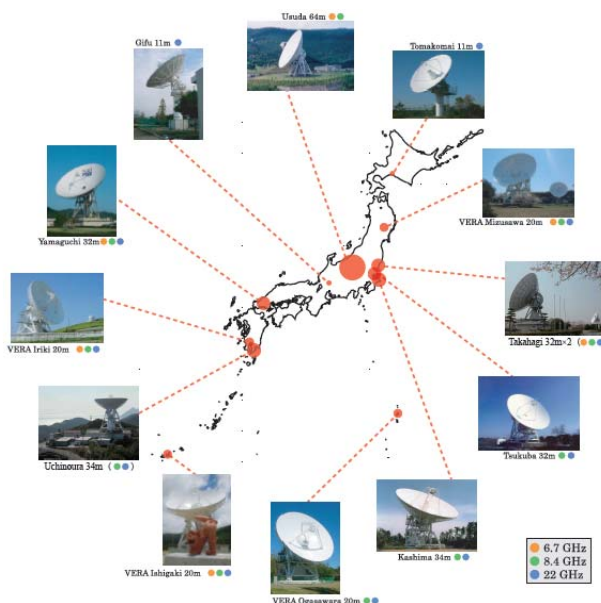 Usuda 64m
Gifu 11m
Tomakomai 11m
VERA Mizusawa 20m
Yamaguchi 32m
VERA Iriki 20m
Takahagi 32m×2 ( )
Uchinoura 34m ( )
Tsukuba 32m
VERA Ishigaki 20m
VERA Ogasawara 20m
Kashima 34m
6.7 GHz
8.4 GHz
22 GHz